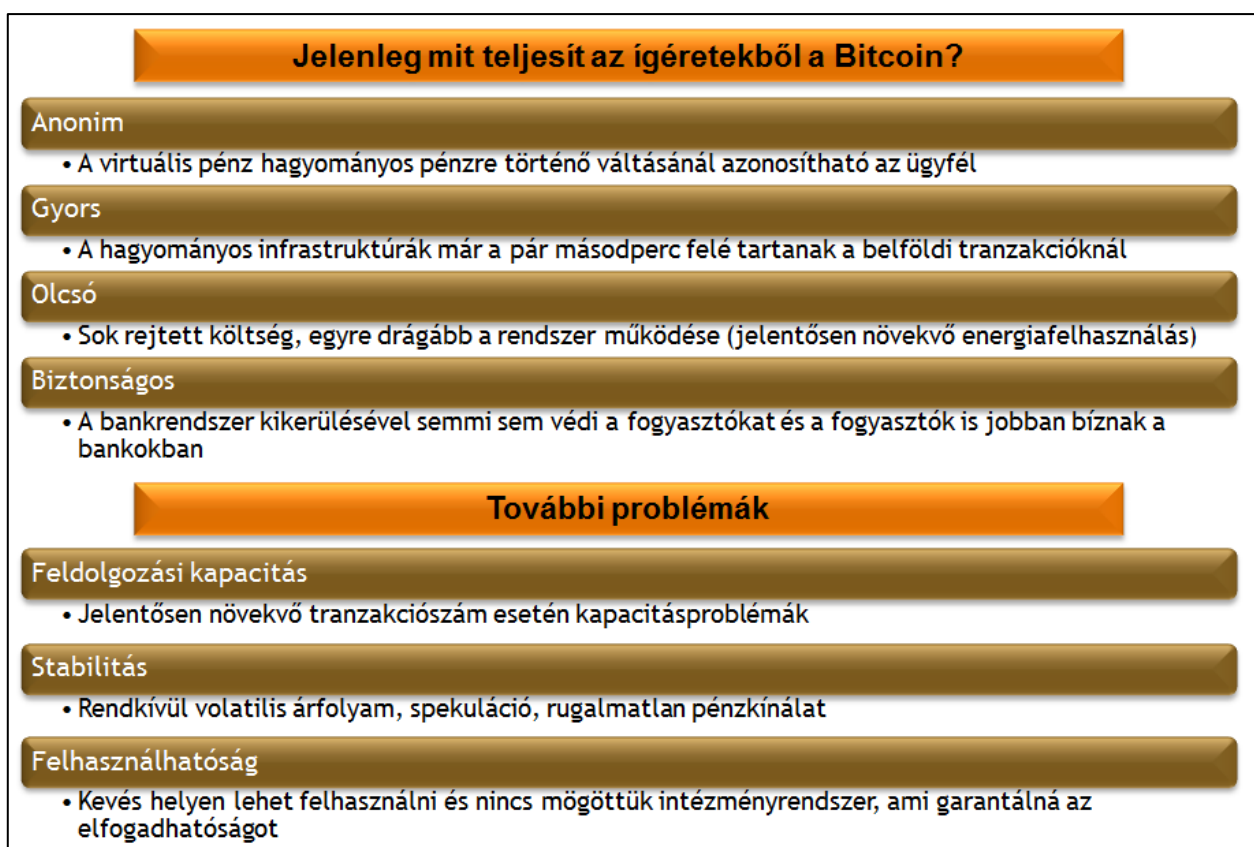 Jelenleg mit teljesít az ígéretekből a Bitcoin?
Anonim
• A virtuális pénz hagyományos pénzre történő váltásánál azonosítható az ügyfél
Gyors
• A hagyományos infrastruktúrák már a pár másodperc felé tartanak a belföldi tranzakcióknál
Olcsó
• Sok rejtett költség, egyre drágább a rendszer működése (jelentősen növekvő energiafelhasználás)
Biztonságos
• A bankrendszer kikerülésével semmi sem védi a fogyasztókat és a fogyasztók is jobban bíznak a
bankokban
További problémák
Feldolgozási kapacitás
• Jelentősen növekvő tranzakciószám esetén kapacitásproblémák
Stabilitás
• Rendkívül volatilis árfolyam, spekuláció, rugalmatlan pénzkínálat
Felhasználhatóság
• Kevés helyen lehet felhasználni és nincs mögöttük intézményrendszer, ami garantálná az
elfogadhatóságot